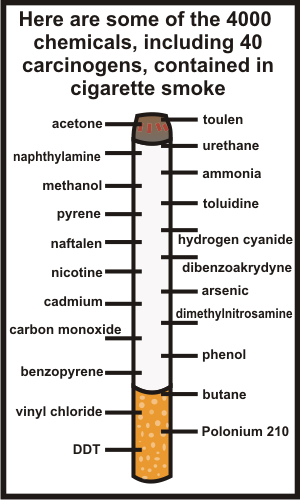 Here are some of the 4000
chemicals, including 40
carcinogens, contained in
cigarette smoke
acetone
naphthylamine
methanol
pyrene
naftalen
nicotine
cadmium
carbon monoxide
benzopyrene
vinyl chloride
DDT
toulen
urethane
ammonia
toluidine
hydrogen cyanide
dibenzoakrydyne
arsenic
dimethylnitrosamine
phenol
butane
Polonium 210